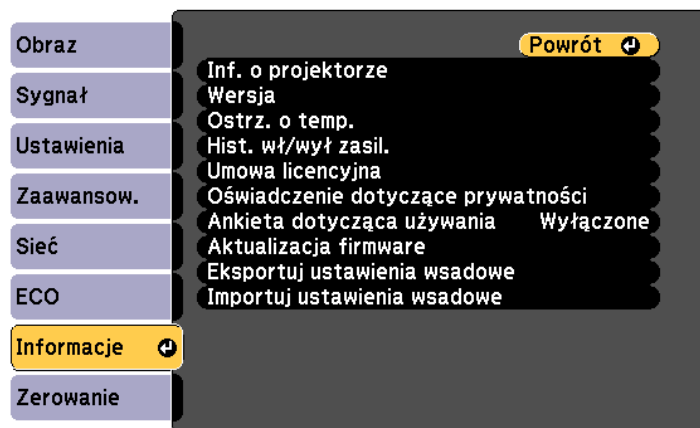 Obraz
Sygnał
Ustawienia
Zaawansow.
Sieć
ECO
Informacje
Zerowanie
Powrót
Inf. o projektorze
Wersja
Ostrz. o temp.
Hist. wł/wył zasil.
Umowa licencyjna
Oświadczenie dotyczące prywatności
Ankieta dotycząca używania Wyłączone
Aktualizacja firmware
Eksportuj ustawienia wsadowe
Importuj ustawienia wsadowe